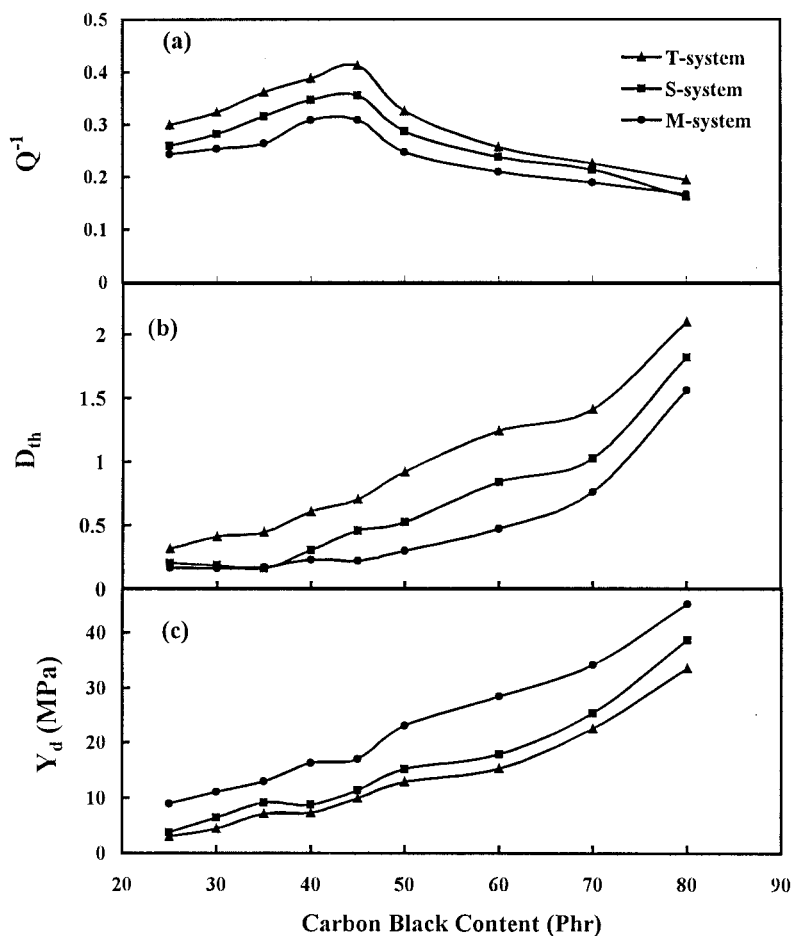 0.5
(a)
T-system
0.4
S-system
M-system
0.3
Q⁻¹
0.2
0.1
0
(b)
2
1.5
D_th
1
0.5
0
(c)
40
30
Y_d (MPa)
20
10
0
20 30 40 50 60 70 80 90
Carbon Black Content (Phr)